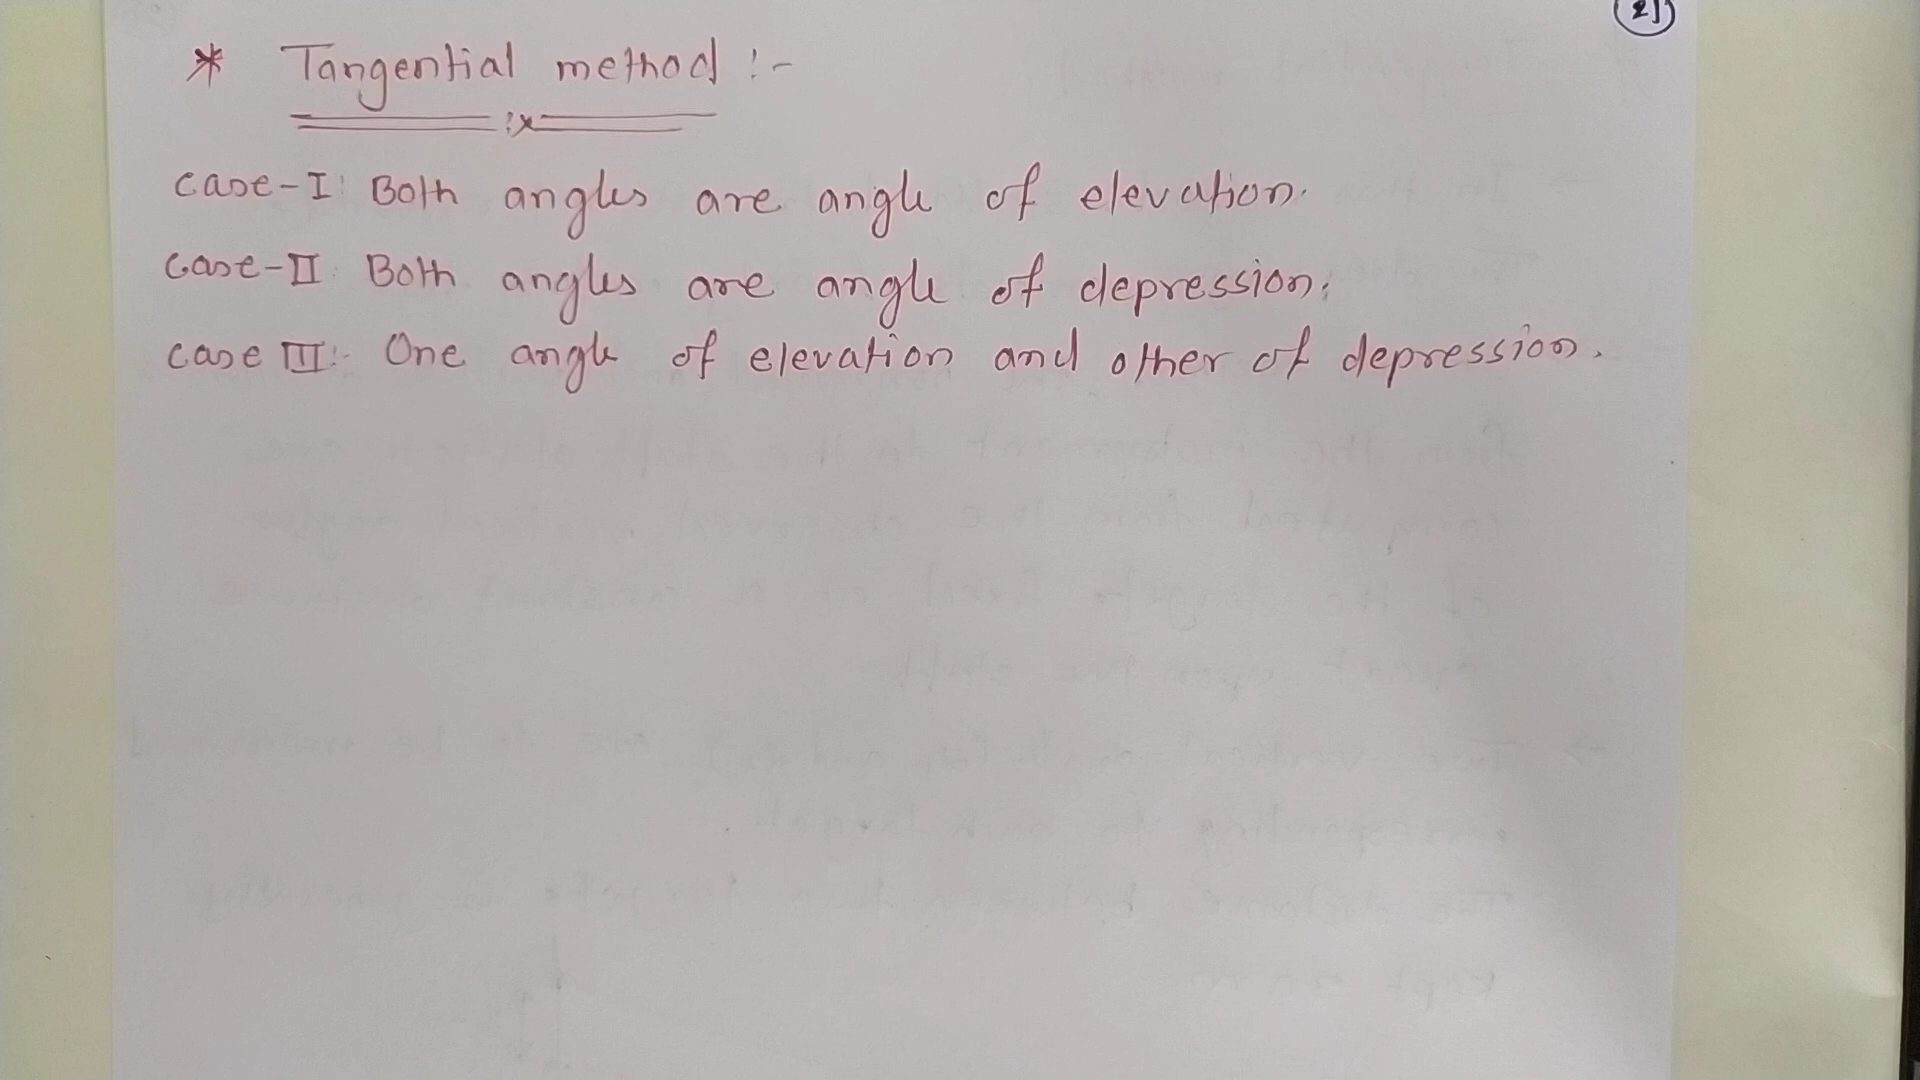 21
* Tangential method :-
case-I: Both angles are angle of elevation.
case-II: Both angles are angle of depression.
case III:- One angle of elevation and other of depression.